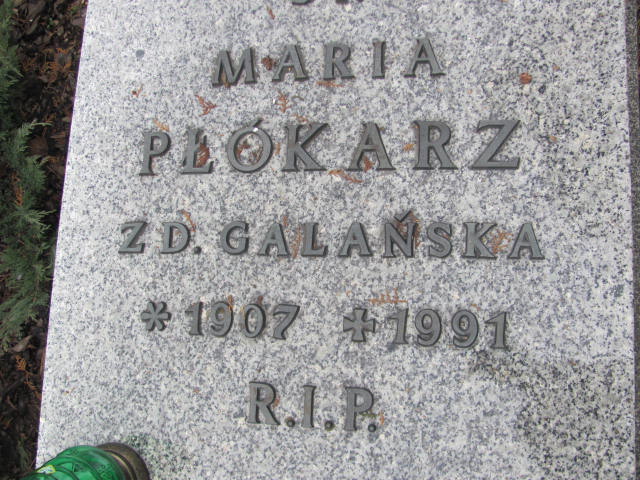 MARIA
PŁÓKARZ
ZD. GALAŃSKA
* 1907 ✝ 1991
R.I.P.